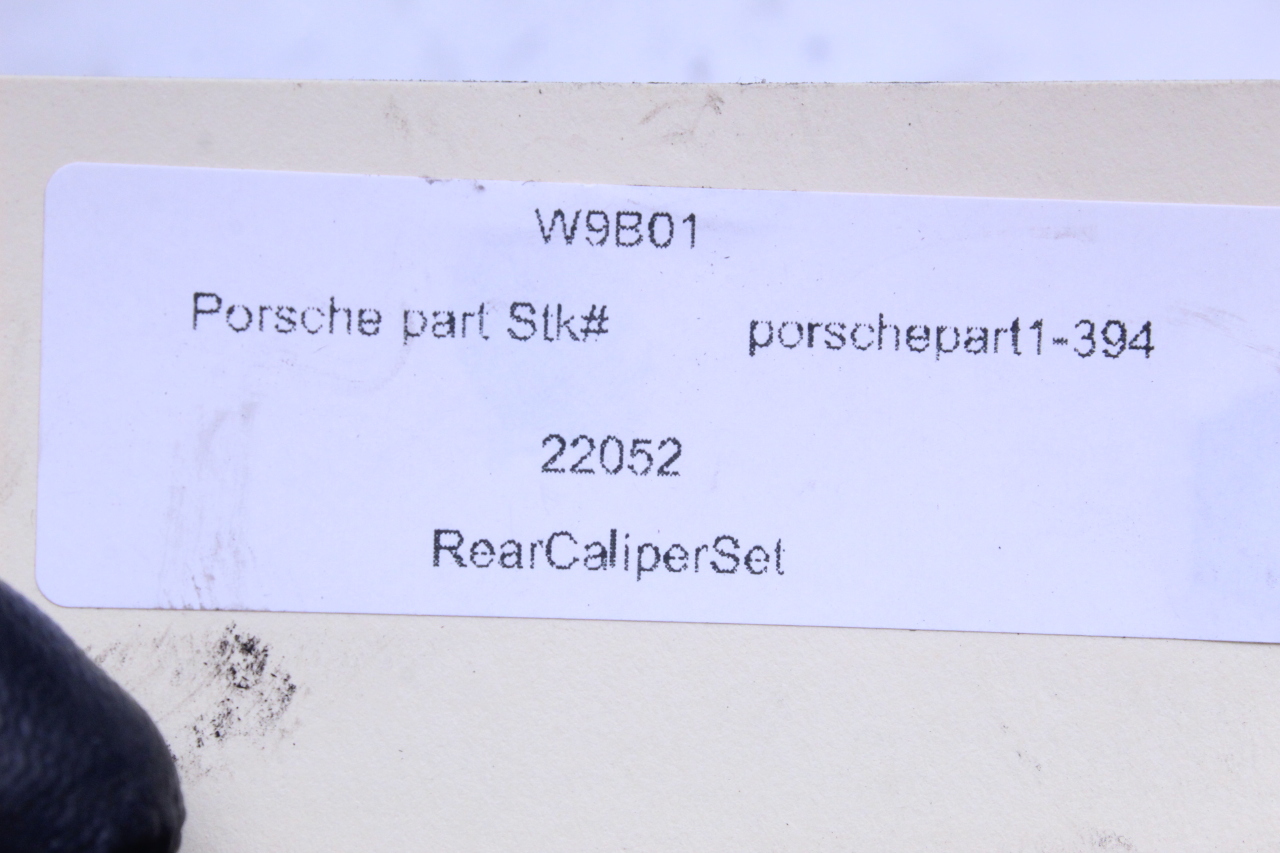 W9B01
Porsche part Stk# porschepart1-394
22052
RearCaliperSet